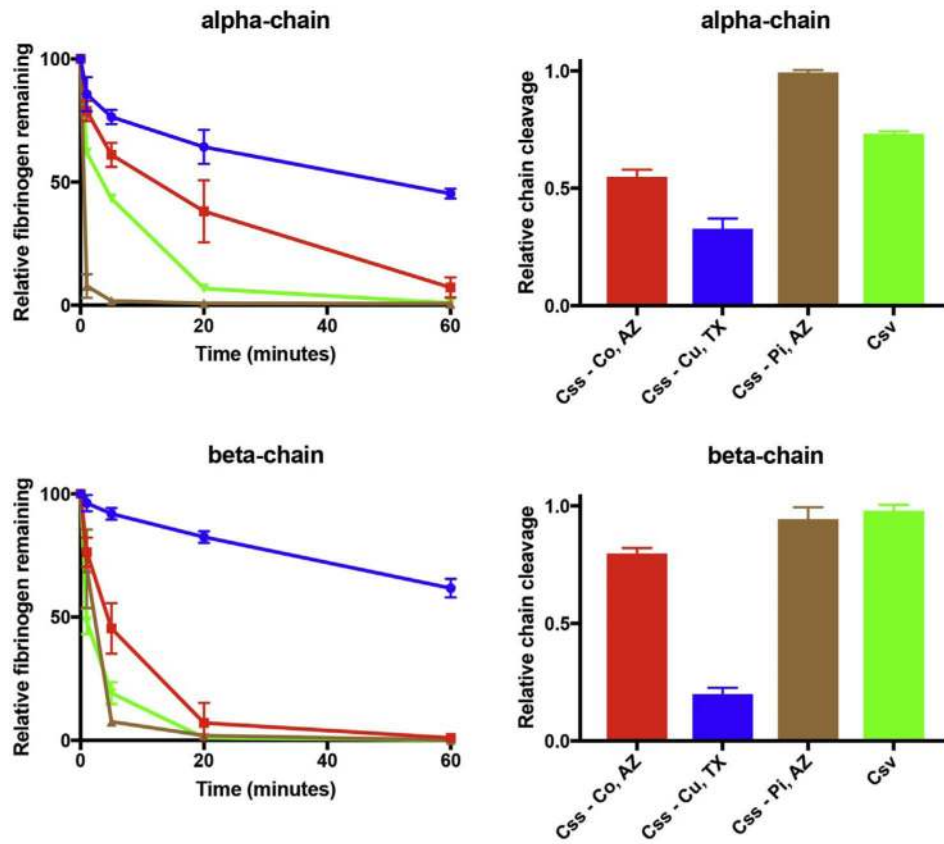 alpha-chain
Relative fibrinogen remaining
100
50
0
0
20
40
60
Time (minutes)
alpha-chain
Relative chain cleavage
1.0
0.5
0.0
Css - Co, AZ
Css - Cu, TX
Css - Pi, AZ
Csv
beta-chain
Relative fibrinogen remaining
100
50
0
0
20
40
60
Time (minutes)
beta-chain
Relative chain cleavage
1.0
0.5
0.0
Css - Co, AZ
Css - Cu, TX
Css - Pi, AZ
Csv